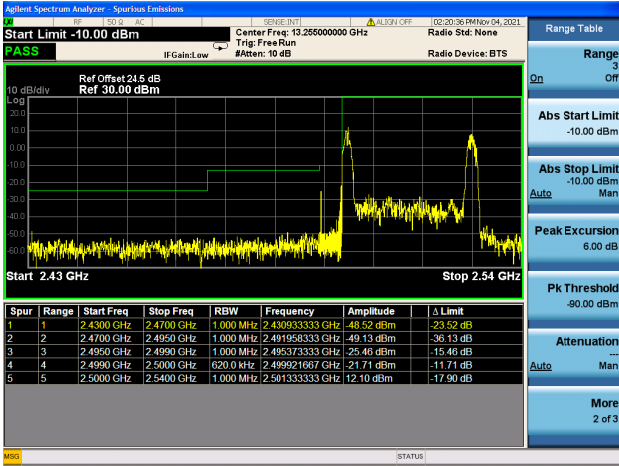 Agilent Spectrum Analyzer - Spurious Emissions
RF 50 Ω AC SENSE:INT ALIGN OFF 02:20:36 PM Nov 04, 2021
Start Limit -10.00 dBm
Center Freq: 13.255000000 GHz
Radio Std: None
Trig: Free Run
PASS
IFGain:Low
#Atten: 10 dB
Radio Device: BTS
Ref Offset 24.5 dB
10 dB/div Ref 30.00 dBm
Log
20.0
10.0
0.00
-10.0
-20.0
-30.0
-40.0
-50.0
-60.0
Start 2.43 GHz
Stop 2.54 GHz
Spur Range Start Freq Stop Freq RBW Frequency Amplitude Δ Limit
1 1 2.4300 GHz 2.4700 GHz 1.000 MHz 2.430933333 GHz -48.52 dBm -23.52 dB
2 2 2.4700 GHz 2.4950 GHz 1.000 MHz 2.491958333 GHz -49.13 dBm -36.13 dB
3 3 2.4950 GHz 2.4990 GHz 1.000 MHz 2.495373333 GHz -25.46 dBm -15.46 dB
4 4 2.4990 GHz 2.5000 GHz 620.0 kHz 2.499921667 GHz -21.71 dBm -11.71 dB
5 5 2.5000 GHz 2.5400 GHz 1.000 MHz 2.501333333 GHz 12.10 dBm -17.90 dB
MSG
STATUS
Range Table
Range
3
On Off
Abs Start Limit
-10.00 dBm
Abs Stop Limit
-10.00 dBm
Auto Man
Peak Excursion
6.00 dB
Pk Threshold
-90.00 dBm
Attenuation
---
Auto Man
More
2 of 3